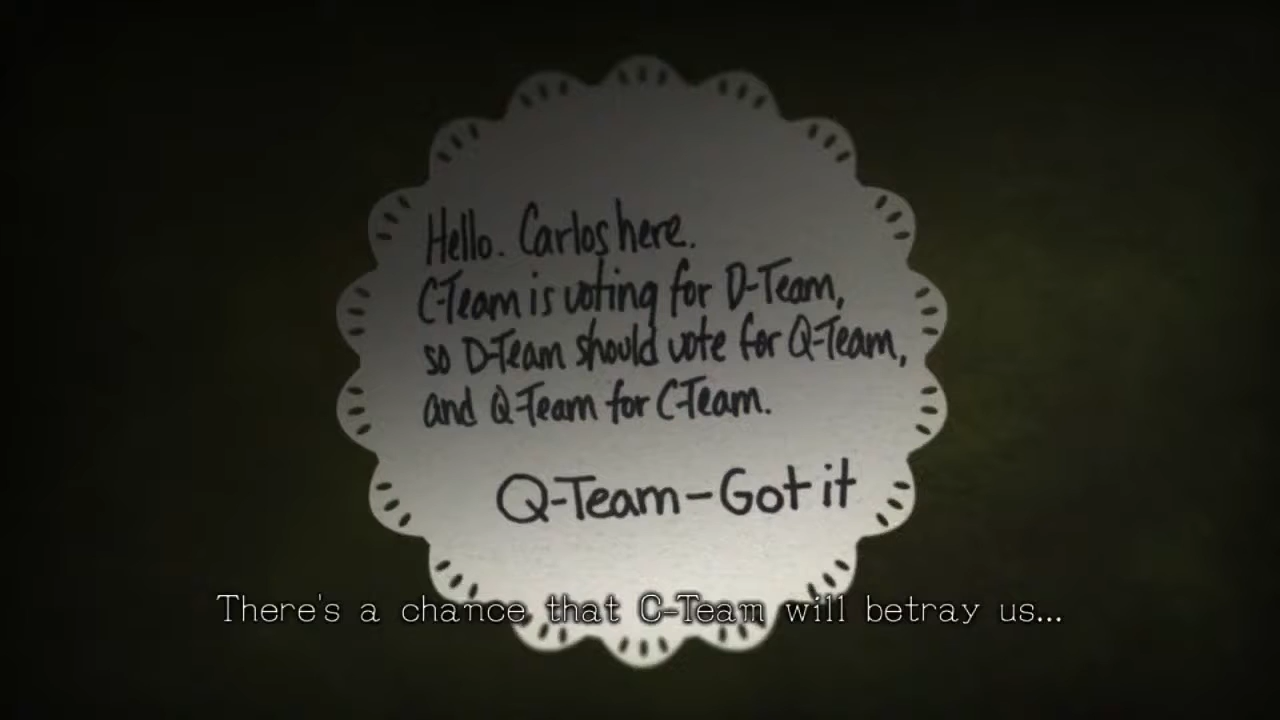 Hello. Carlos here.
C-Team is voting for D-Team,
so D-Team should vote for Q-Team,
and Q-Team for C-Team.
Q-Team-Got it
There's a chance that C-Team will betray us...